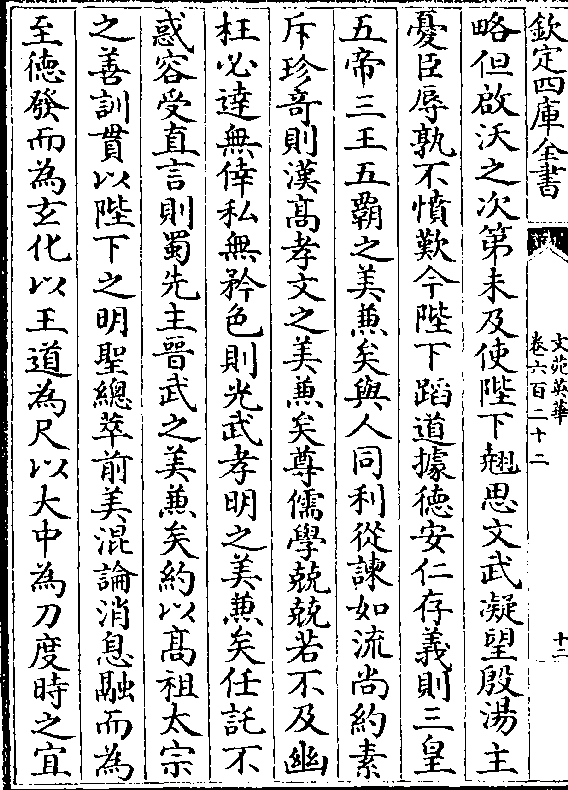 欽定四庫全書
文苑英華
卷六百二十二
十二
略但啟沃之次第未及使陛下翹思文武凝望殷湯主
憂臣辱孰不憤歎今陛下蹈道據德安仁存義則三皇
五帝三王五霸之美兼矣與人同利從諫如流尚約素
斥珍竒則漢髙孝文之美兼矣尊儒學兢兢若不及幽
枉必達無倖私無矜色則光武孝明之美兼矣任託不
惑容受直言則蜀先主晉武之美兼矣約以髙祖太宗
之善訓貫以陛下之明聖總萃前美混論消息融而為
至徳發而為玄化以王道為尺以大中為刀度時之宜